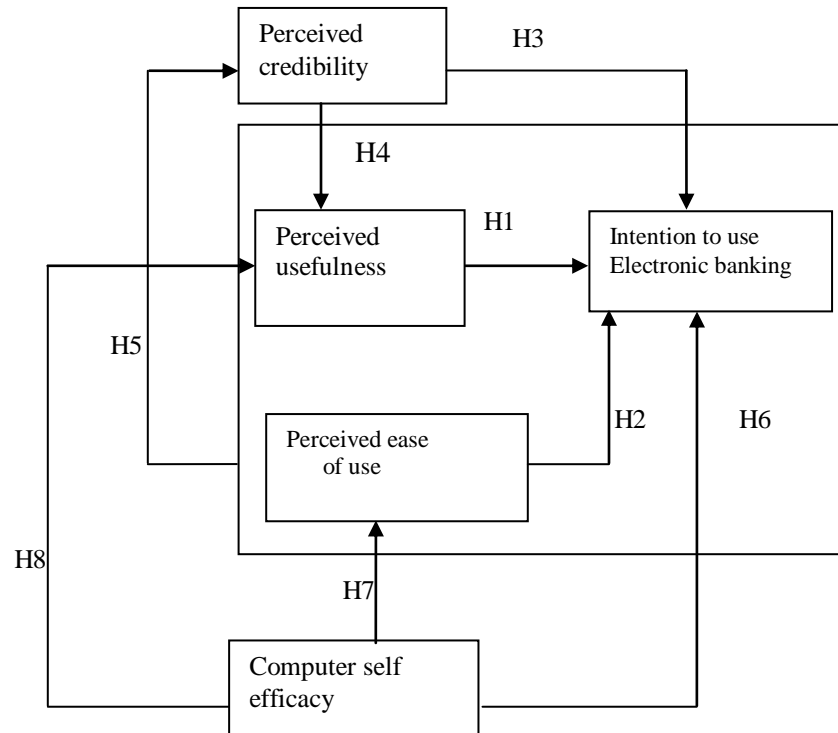 Perceived
credibility
H3
H4
Perceived
usefulness
H1
Intention to use
Electronic banking
H5
Perceived ease
of use
H2
H6
H8
H7
Computer self
efficacy